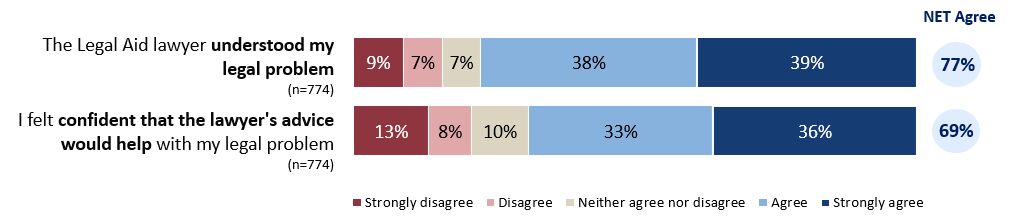 NET Agree
The Legal Aid lawyer understood my
legal problem
(n=774)
9% 7% 7% 38% 39% 77%
I felt confident that the lawyer's advice
would help with my legal problem
(n=774)
13% 8% 10% 33% 36% 69%
Strongly disagree Disagree Neither agree nor disagree Agree Strongly agree